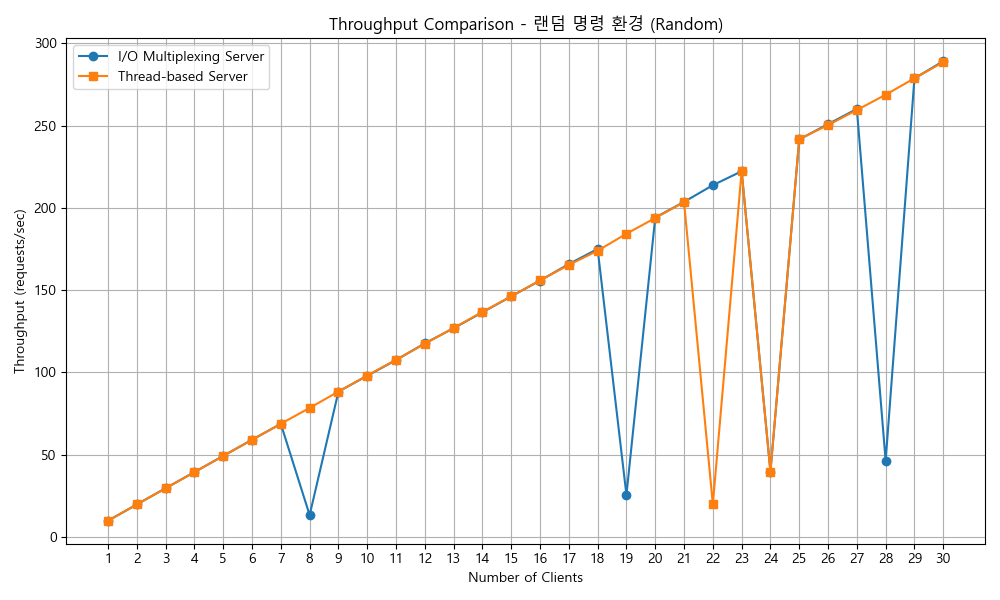 Throughput Comparison - 랜덤 명령 환경 (Random)
I/O Multiplexing Server
Thread-based Server
Throughput (requests/sec)
300
250
200
150
100
50
0
1 2 3 4 5 6 7 8 9 10 11 12 13 14 15 16 17 18 19 20 21 22 23 24 25 26 27 28 29 30
Number of Clients